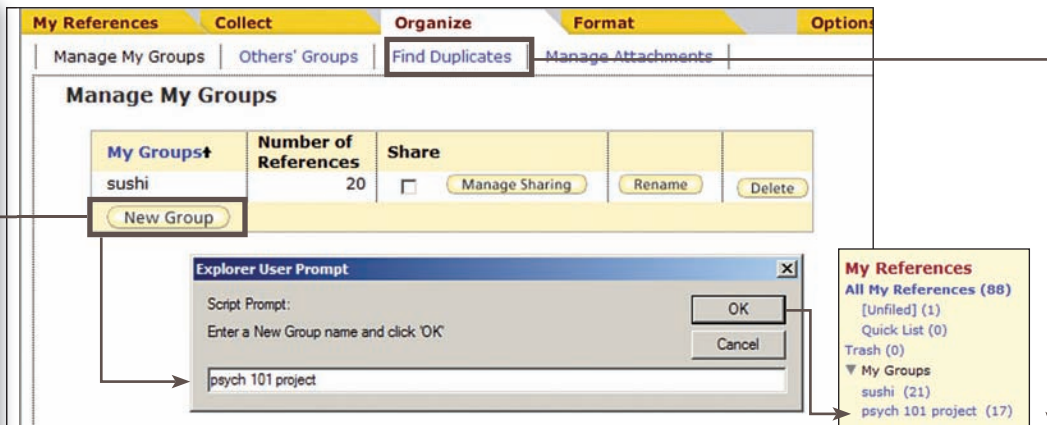 My References Collect Organize Format Options
Manage My Groups Others' Groups Find Duplicates Manage Attachments
Manage My Groups
My Groups Number of References Share
sushi 20 Manage Sharing Rename Delete
New Group
Explorer User Prompt
Script Prompt:
OK
Enter a New Group name and click 'OK'
Cancel
psych 101 project
My References
All My References (88)
[Unfiled] (1)
Quick List (0)
Trash (0)
My Groups
sushi (21)
psych 101 project (17)